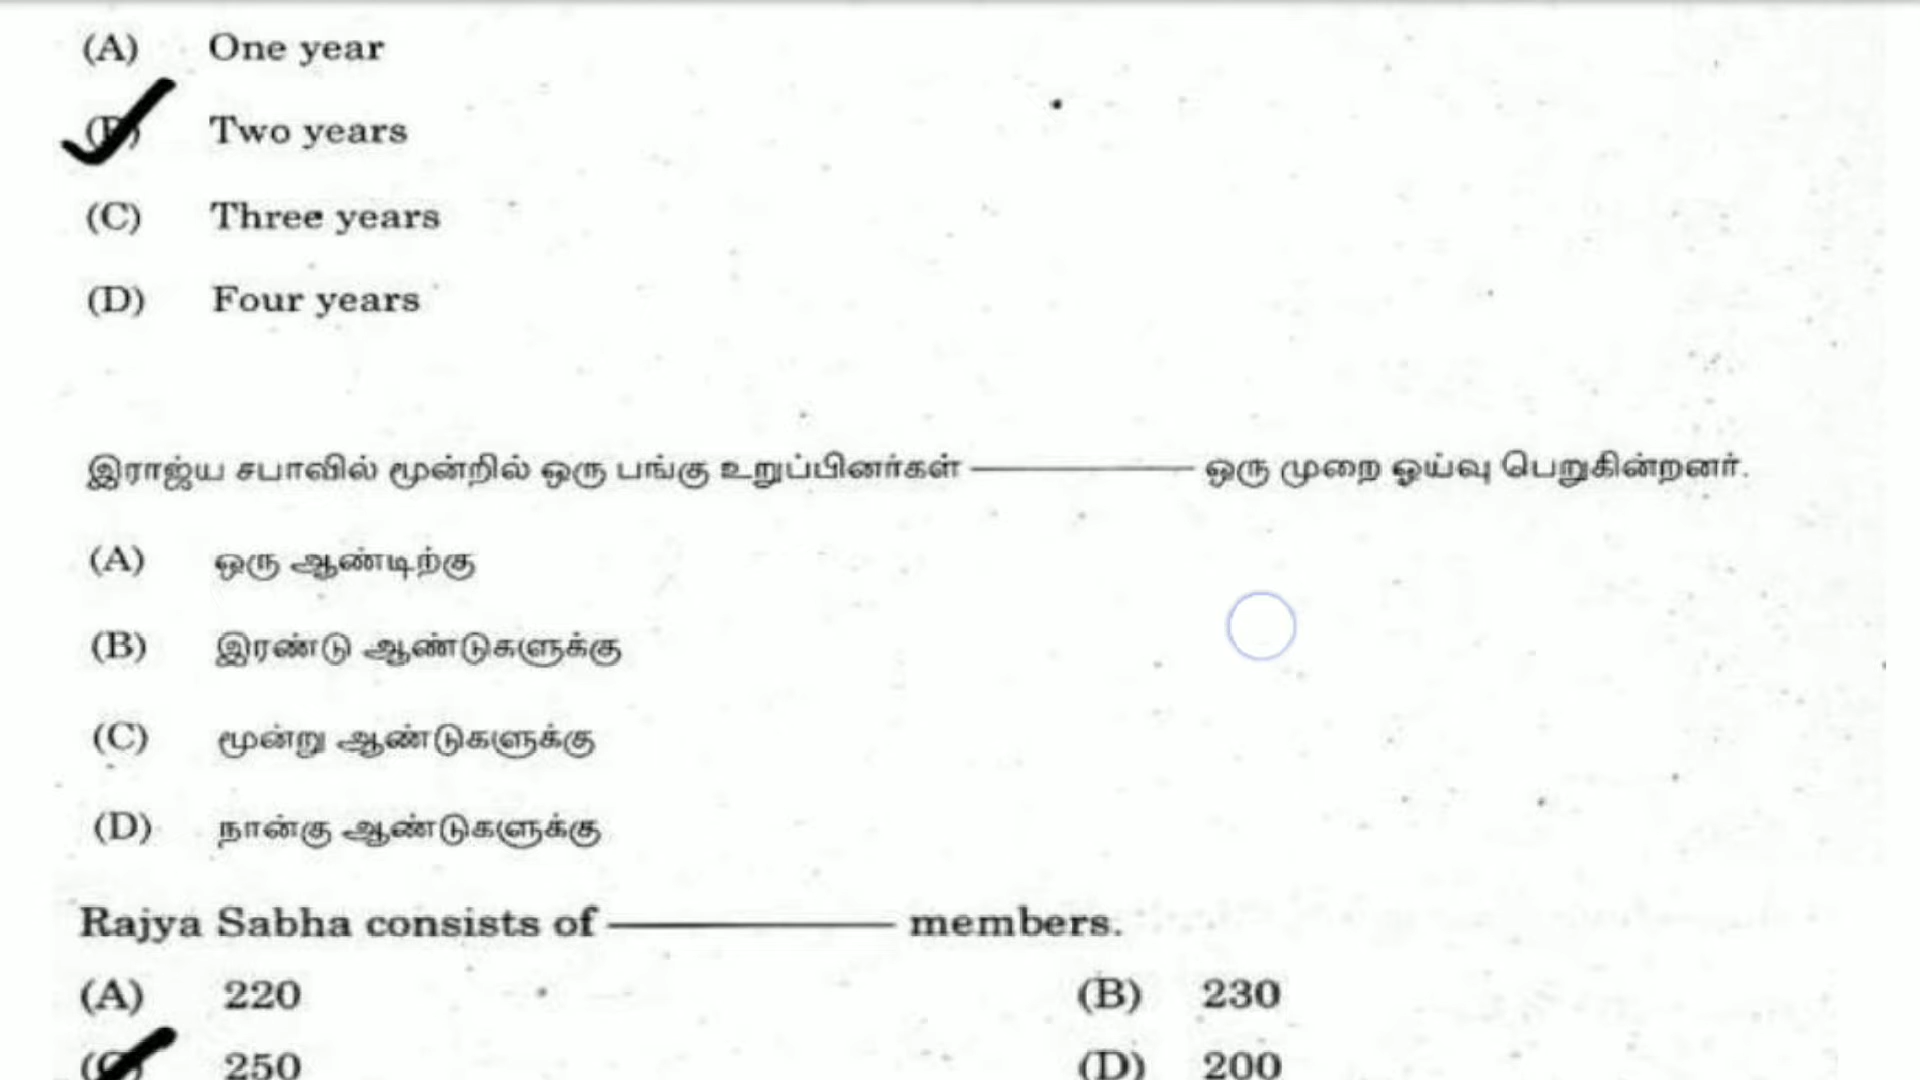 (A) One year
(B) Two years
(C) Three years
(D) Four years
இராஜ்ய சபாவில் மூன்றில் ஒரு பங்கு உறுப்பினர்கள் ———— ஒரு முறை ஓய்வு பெறுகின்றனர்.
(A) ஒரு ஆண்டிற்கு
(B) இரண்டு ஆண்டுகளுக்கு
(C) மூன்று ஆண்டுகளுக்கு
(D) நான்கு ஆண்டுகளுக்கு
Rajya Sabha consists of ———— members.
(A) 220 (B) 230
(C) 250 (D) 200